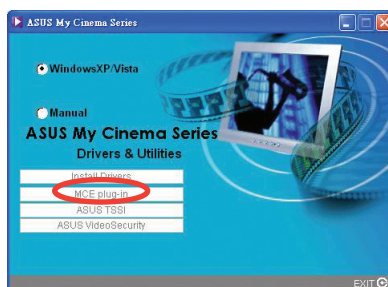 ASUS My Cinema Series
WindowsXP/Vista
Manual
ASUS My Cinema Series
Drivers & Utilities
Install Drivers
MCE plug-in
ASUS TSSI
ASUS VideoSecurity
EXIT